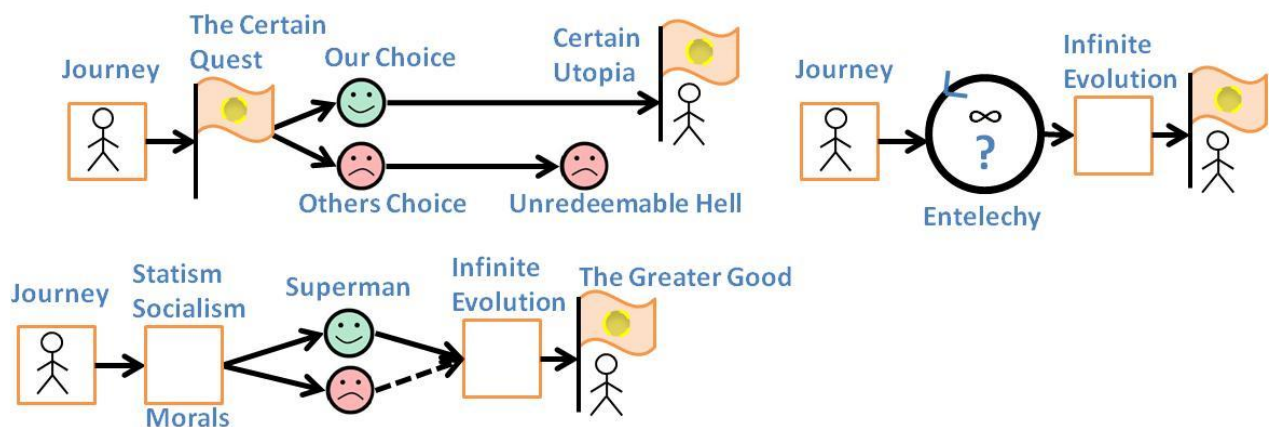 Journey
The Certain
Quest
Our Choice
Others Choice
Certain
Utopia
Unredeemable Hell
Journey
∞
?
Entelechy
Infinite
Evolution
Journey
Statism
Socialism
Morals
Superman
Infinite
Evolution
The Greater Good